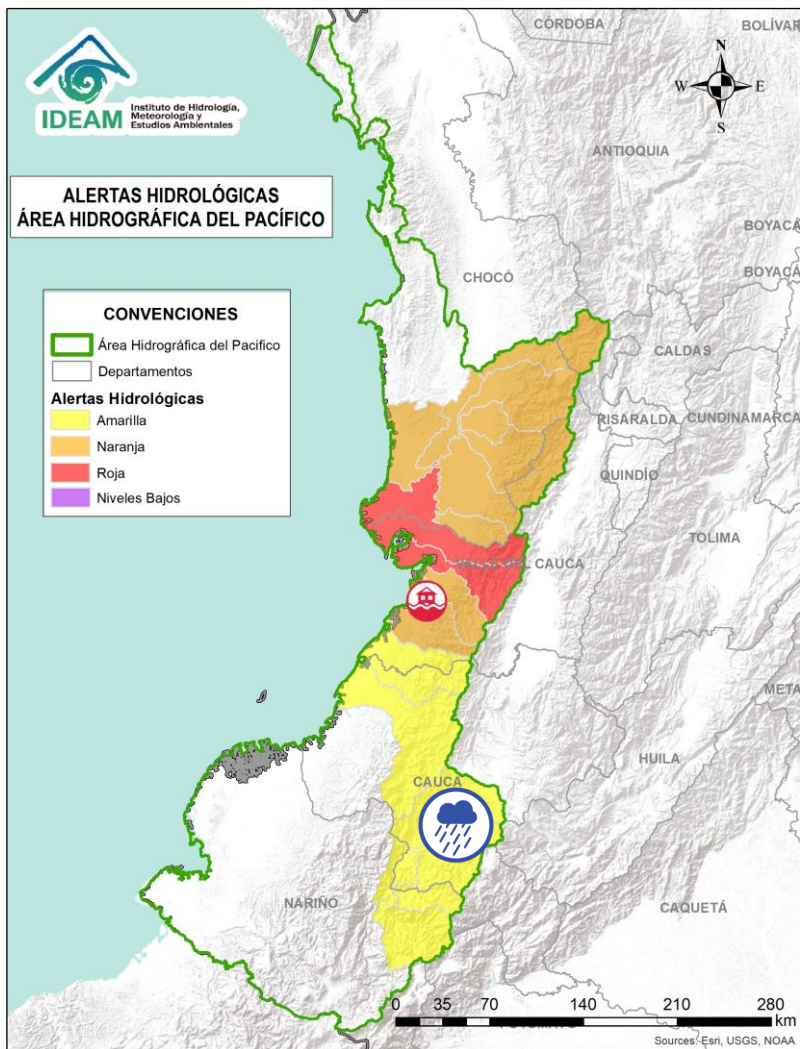 CÓRDOBA
BOLÍVAR
IDEAM
Instituto de Hidrología,
Meteorología y
Estudios Ambientales
N
W
E
S
ANTIOQUIA
ALERTAS HIDROLÓGICAS
ÁREA HIDROGRÁFICA DEL PACÍFICO
BOYACÁ
CHOCÓ
BOYACÁ
CONVENCIONES
Área Hidrográfica del Pacifico
Departamentos
Alertas Hidrológicas
Amarilla
Naranja
Roja
Niveles Bajos
CALDAS
RISARALDA
CUNDINAMARCA
QUINDÍO
TOLIMA
VALLE DEL CAUCA
META
HUILA
CAUCA
NARIÑO
CAQUETÁ
0 35 70 140 210 280
km
Sources: Esri, USGS, NOAA